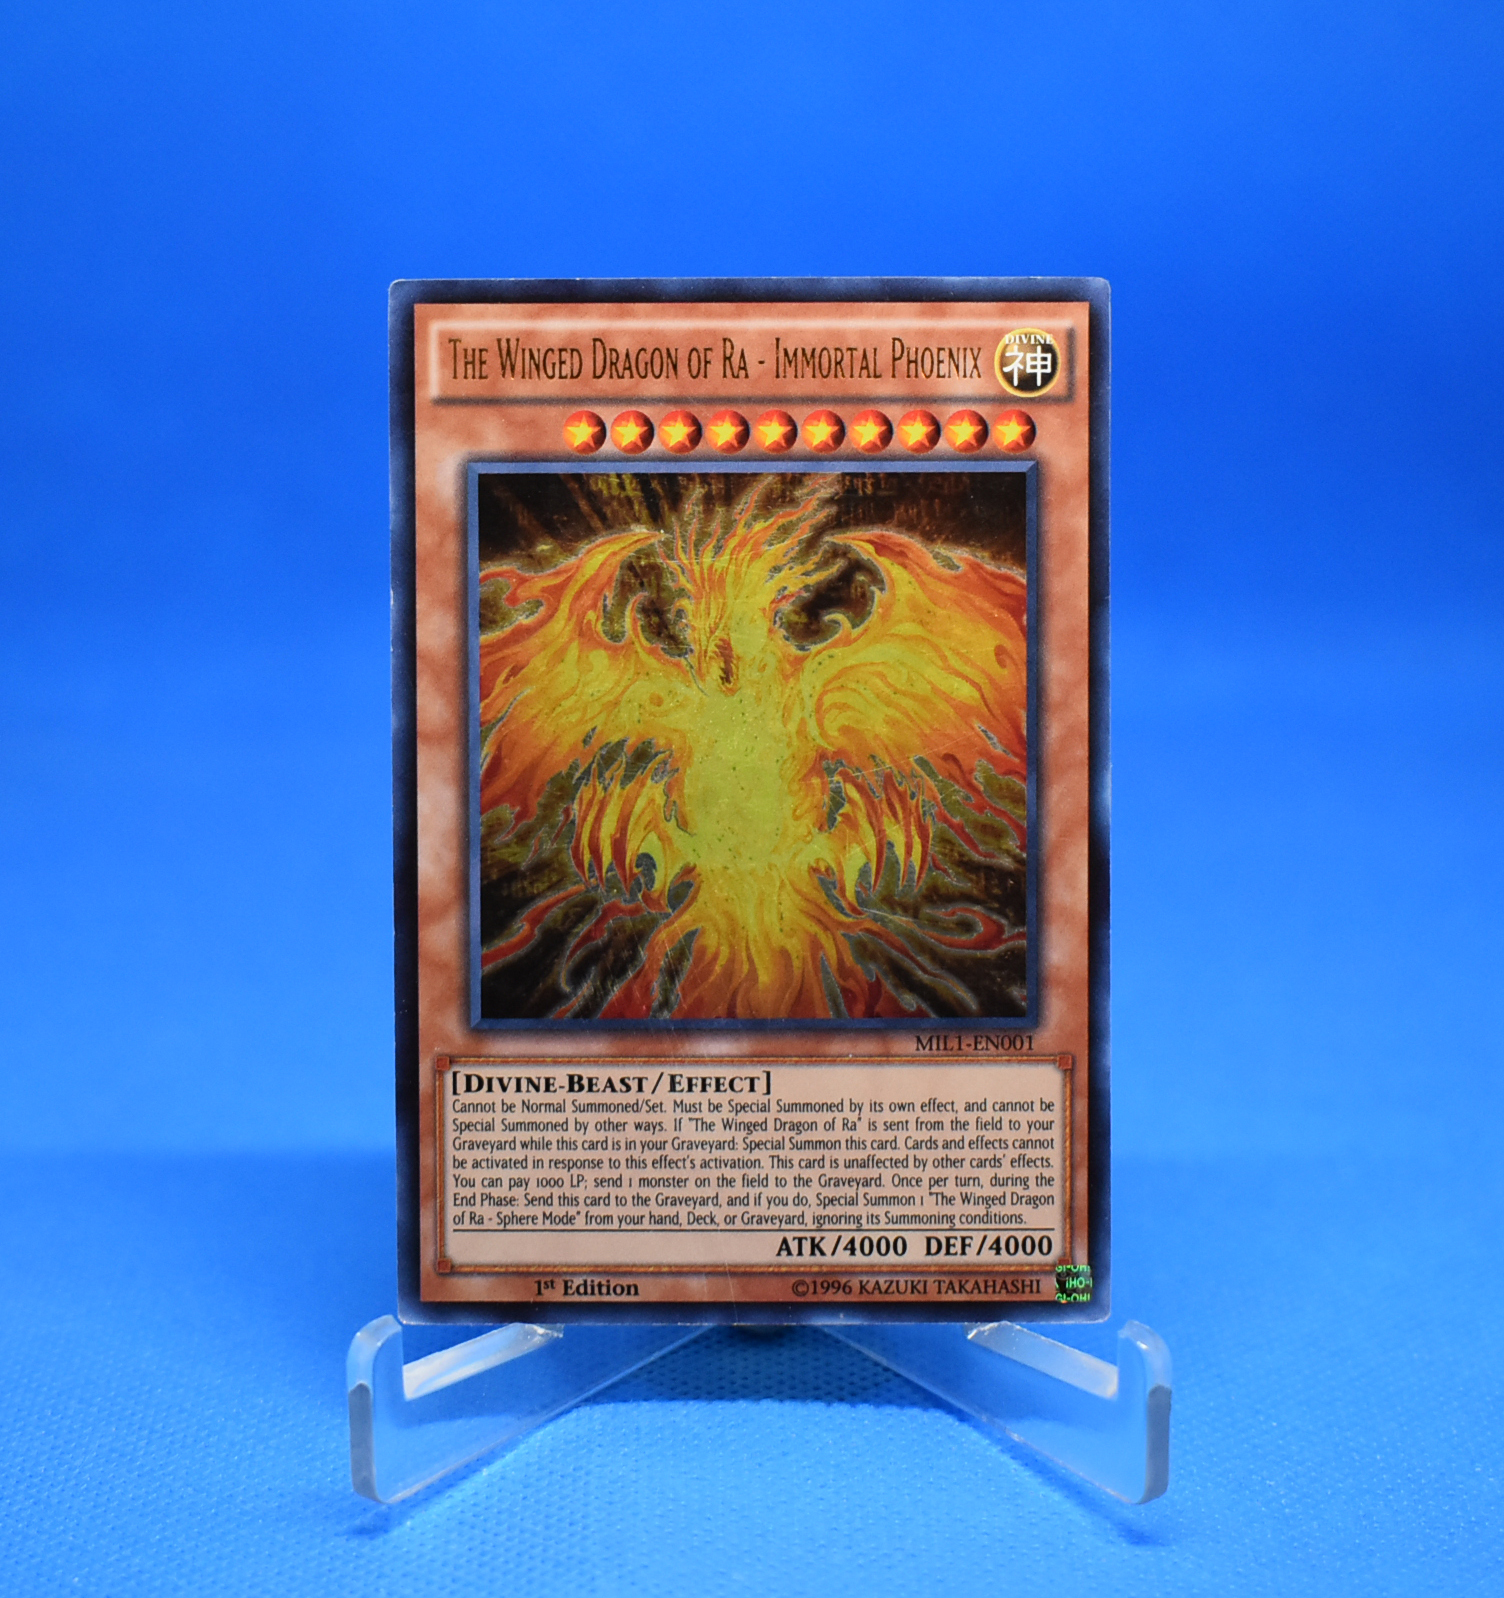 The Winged Dragon of Ra - Immortal Phoenix
DIVINE
神
MIL1-EN001
[Divine-Beast/Effect]
Cannot be Normal Summoned/Set. Must be Special Summoned by its own effect, and cannot be
Special Summoned by other ways. If "The Winged Dragon of Ra" is sent from the field to your
Graveyard while this card is in your Graveyard: Special Summon this card. Cards and effects cannot
be activated in response to this effect's activation. This card is unaffected by other cards' effects.
You can pay 1000 LP; send 1 monster on the field to the Graveyard. Once per turn, during the
End Phase: Send this card to the Graveyard, and if you do, Special Summon 1 "The Winged Dragon
of Ra - Sphere Mode" from your hand, Deck, or Graveyard, ignoring its Summoning conditions.
ATK/4000 DEF/4000
1st Edition
©1996 KAZUKI TAKAHASHI
GI-OH!
GI-OH!